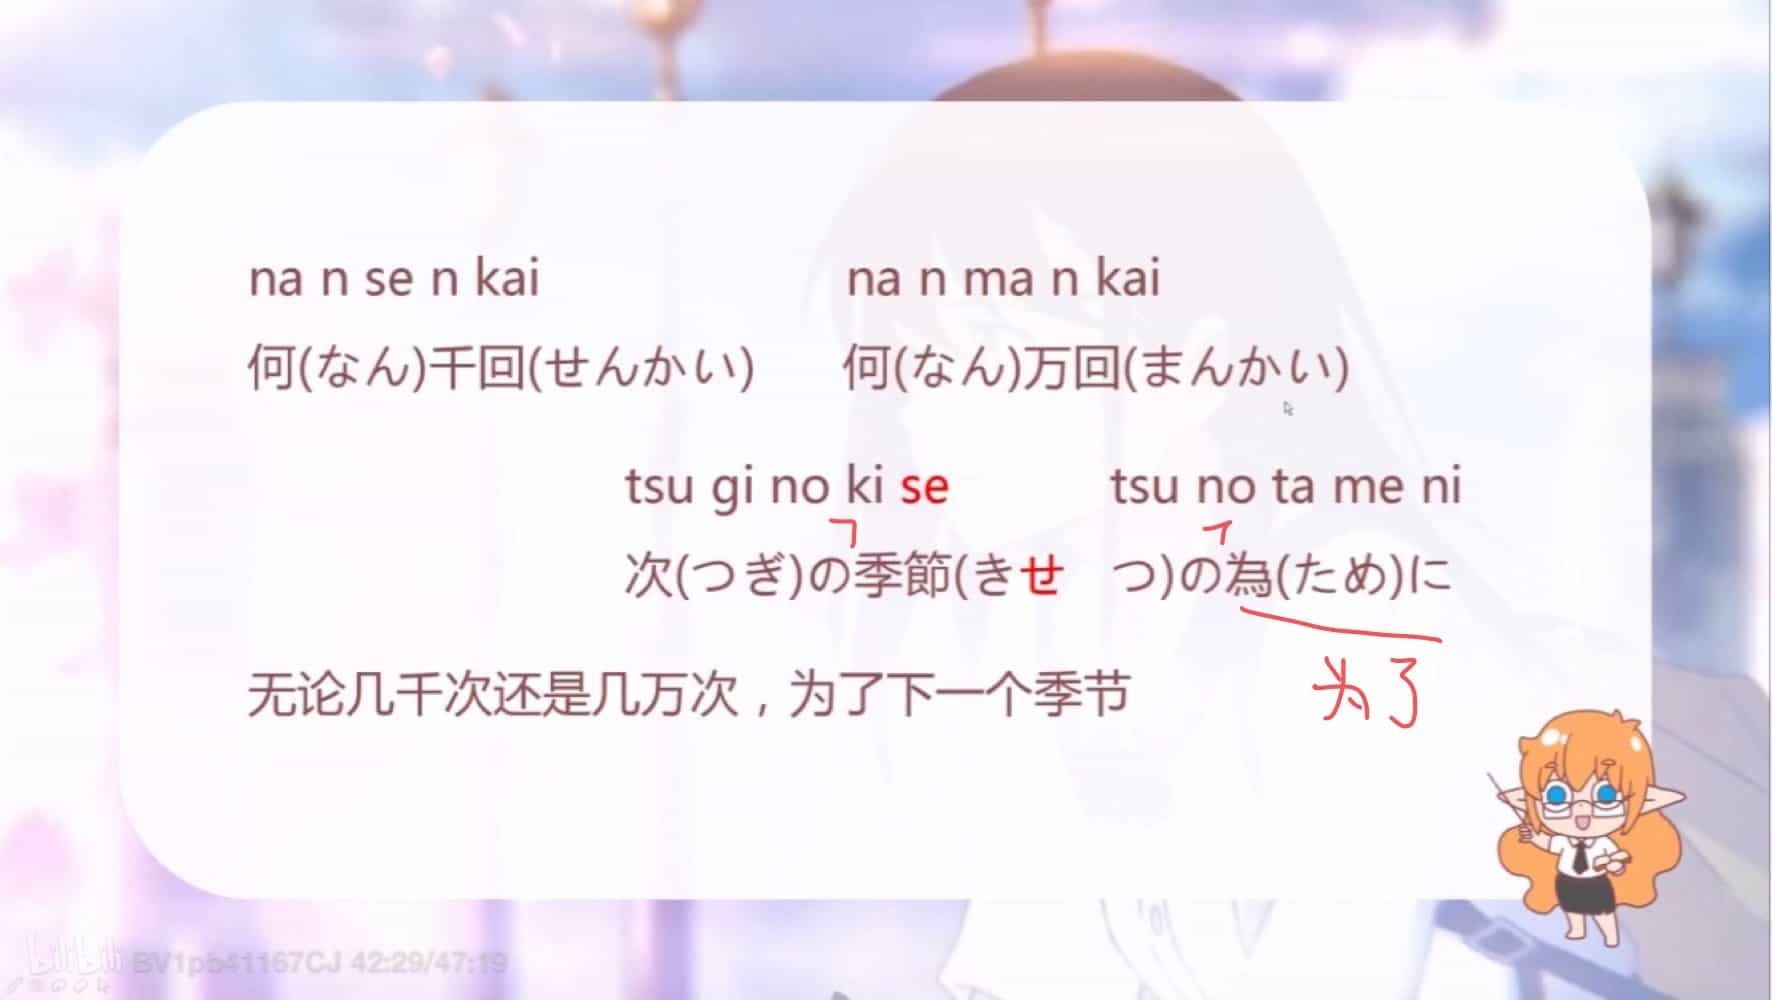 na n se n kai na n ma n kai
何(なん)千回(せんかい) 何(なん)万回(まんかい)
tsu gi no ki se tsu no ta me ni
次(つぎ)の季節(きせ つ)の為(ため)に
为了
无论几千次还是几万次，为了下一个季节
bilibili BV1pb41167CJ 42:29/47:19